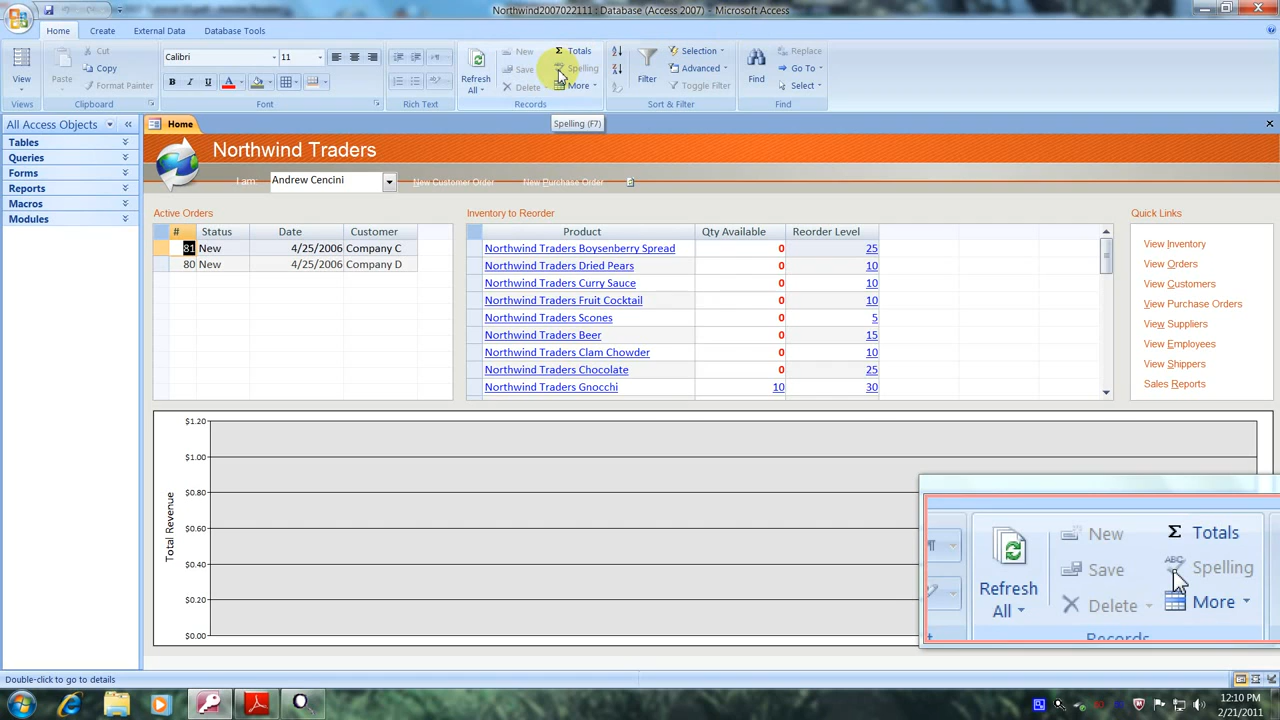 Northwind2007022111 : Database (Access 2007) - Microsoft Access
Home Create External Data Database Tools
View
Views
Paste
Cut
Copy
Format Painter
Clipboard
Calibri 11
B I U A
Font
Rich Text
Refresh All
New
Save
Delete
Σ Totals
Spelling
More
Records
Filter
Selection
Advanced
Toggle Filter
Sort & Filter
Find
Replace
Go To
Select
Find
Spelling (F7)
All Access Objects
Tables
Queries
Forms
Reports
Macros
Modules
Home
Northwind Traders
I am: Andrew Cencini New Customer Order New Purchase Order
Active Orders
# Status Date Customer
81 New 4/25/2006 Company C
80 New 4/25/2006 Company D
Inventory to Reorder
Product Qty Available Reorder Level
Northwind Traders Boysenberry Spread 0 25
Northwind Traders Dried Pears 0 10
Northwind Traders Curry Sauce 0 10
Northwind Traders Fruit Cocktail 0 10
Northwind Traders Scones 0 5
Northwind Traders Beer 0 15
Northwind Traders Clam Chowder 0 10
Northwind Traders Chocolate 0 25
Northwind Traders Gnocchi 10 30
Quick Links
View Inventory
View Orders
View Customers
View Purchase Orders
View Suppliers
View Employees
View Shippers
Sales Reports
Total Revenue
$1.20
$1.00
$0.80
$0.60
$0.40
$0.20
$0.00
Refresh All
New
Save
Delete
Σ Totals
ABC Spelling
More
Records
Double-click to go to details
12:10 PM
2/21/2011